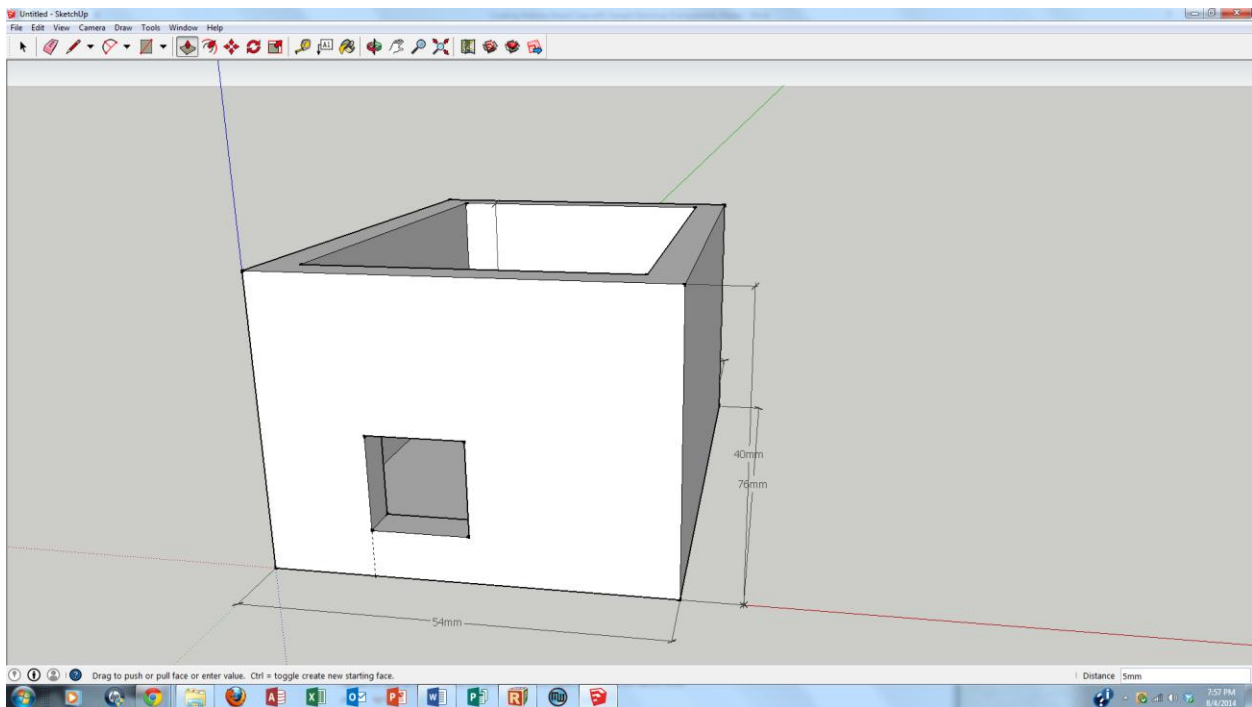 Untitled - SketchUp
File Edit View Camera Draw Tools Window Help
A1
40mm
76mm
54mm
Drag to push or pull face or enter value. Ctrl = toggle create new starting face.
Distance 5mm
7:57 PM
8/4/2014